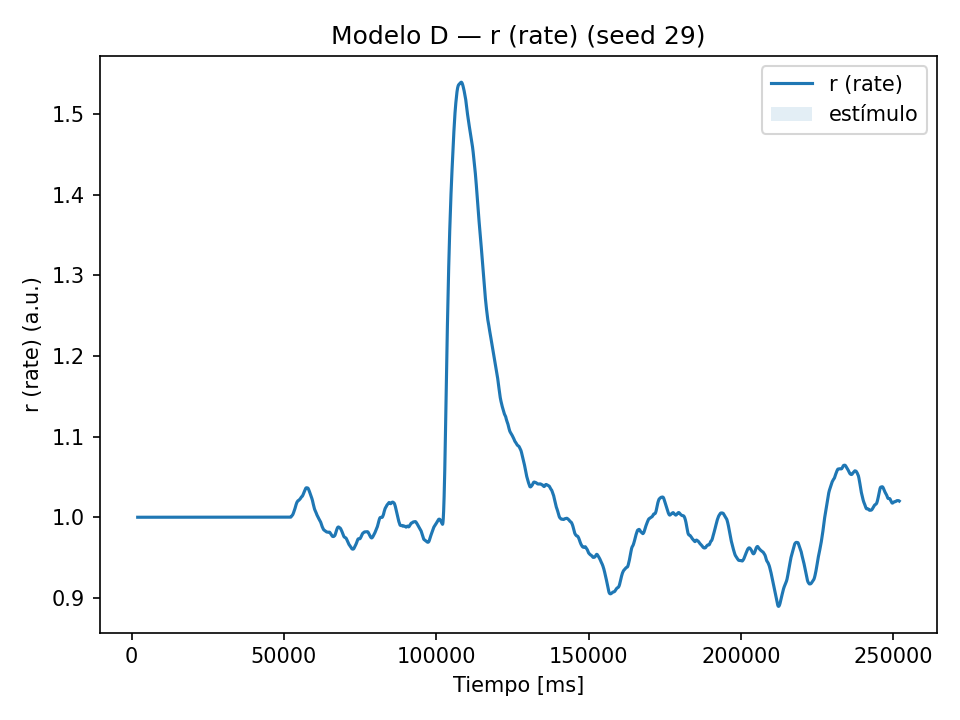 Modelo D — r (rate) (seed 29)
r (rate)
estímulo
r (rate) (a.u.)
1.5
1.4
1.3
1.2
1.1
1.0
0.9
0
50000
100000
150000
200000
250000
Tiempo [ms]